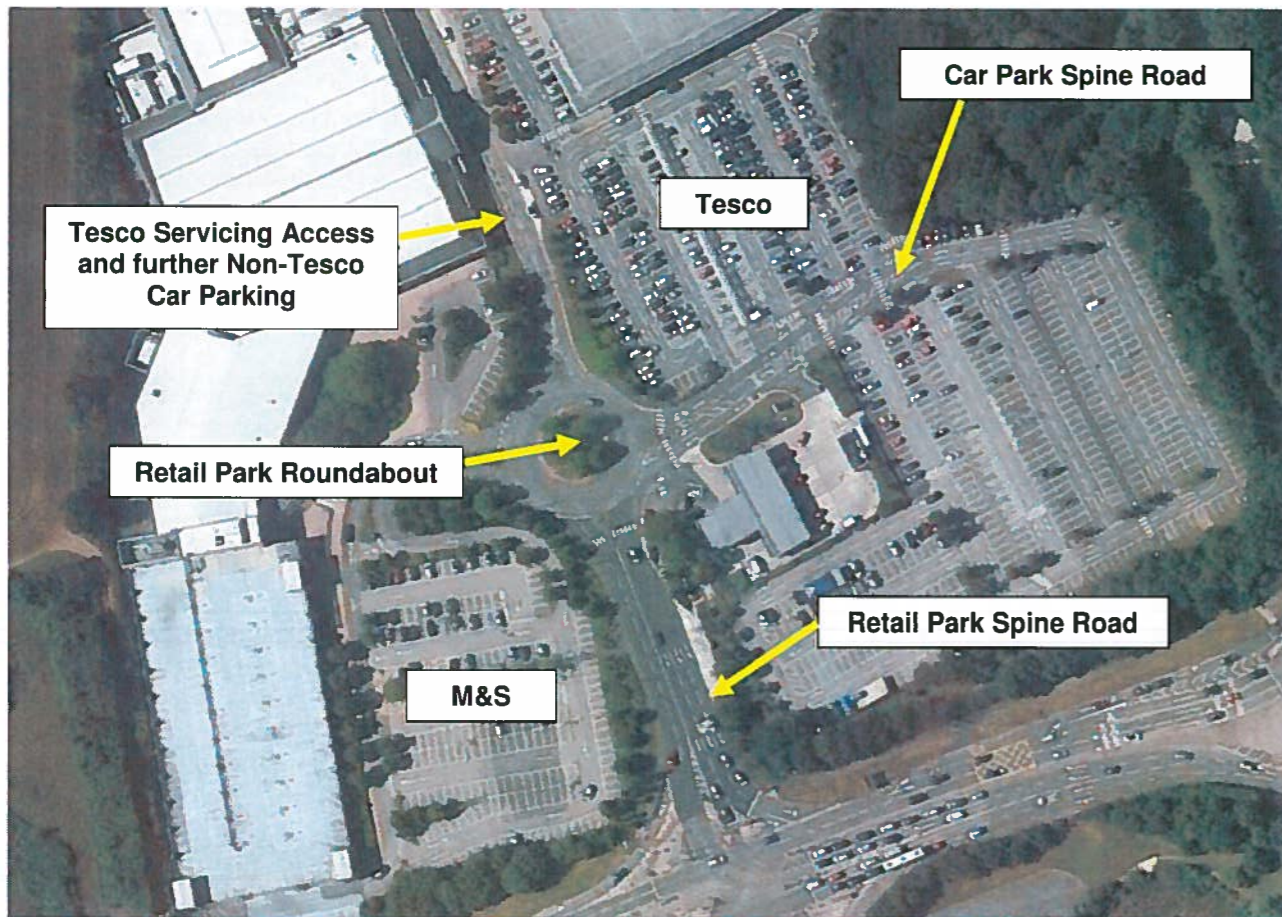 Car Park Spine Road
Tesco
Tesco Servicing Access
and further Non-Tesco
Car Parking
Retail Park Roundabout
Retail Park Spine Road
M&S